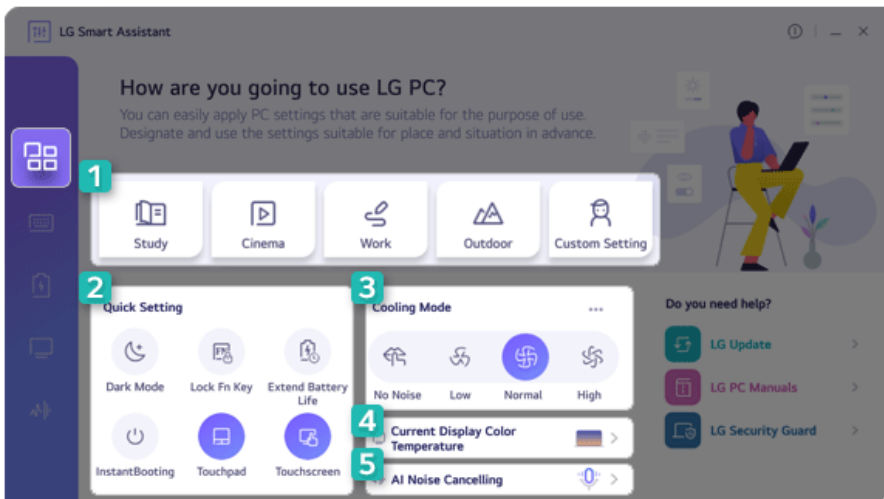 LG Smart Assistant
How are you going to use LG PC?
You can easily apply PC settings that are suitable for the purpose of use.
Designate and use the settings suitable for place and situation in advance.
1
Study
Cinema
Work
Outdoor
Custom Setting
2
Quick Setting
Dark Mode
FN
Lock Fn Key
Extend Battery
Life
InstantBooting
Touchpad
Touchscreen
3
Cooling Mode
No Noise
Low
Normal
High
4
Current Display Color
Temperature
5
AI Noise Cancelling
Do you need help?
LG Update
LG PC Manuals
LG Security Guard